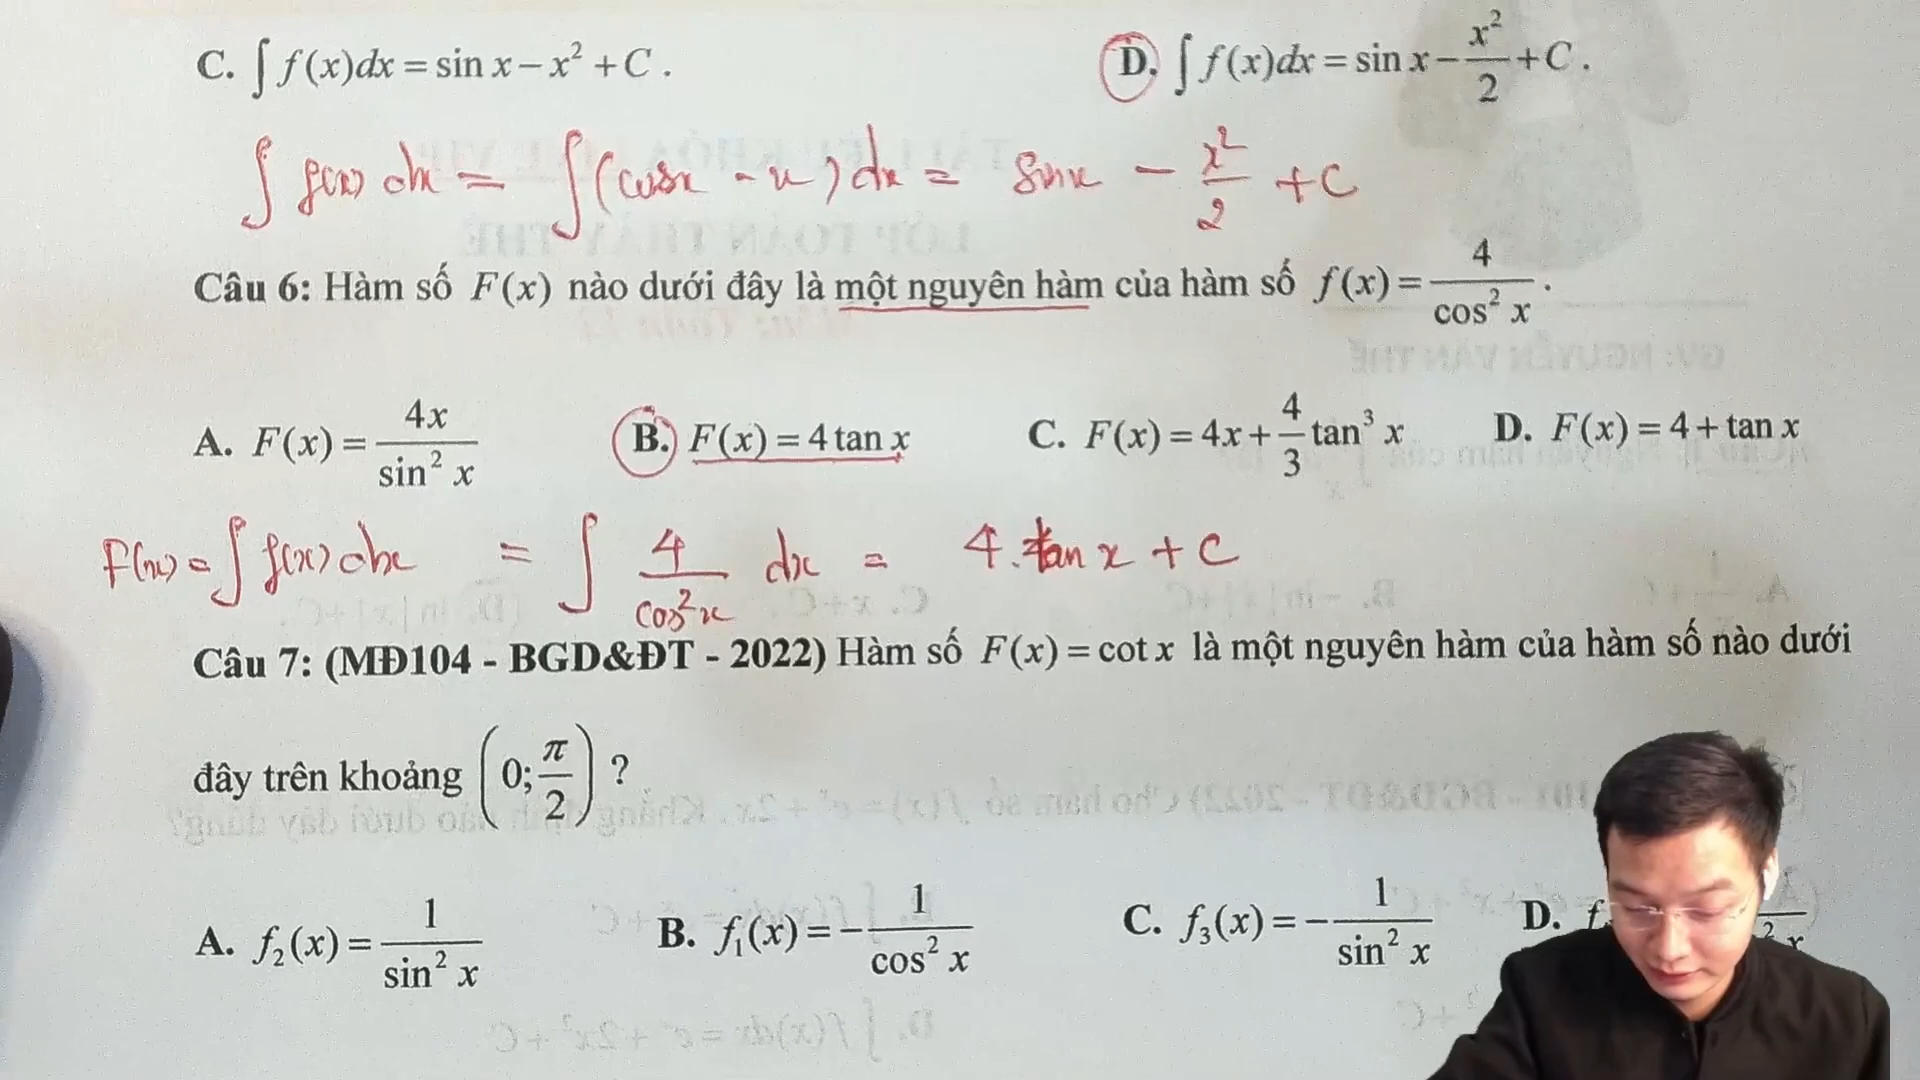 C. ∫ f(x)dx = sin x − x² + C .
D. ∫ f(x)dx = sin x − x²/2 + C .
∫ f(x) dx = ∫ (cosx - x) dx = sinx - x²/2 + C
Câu 6: Hàm số F(x) nào dưới đây là một nguyên hàm của hàm số f(x) = 4/cos² x .
A. F(x) = 4x/sin² x
B. F(x) = 4 tan x
C. F(x) = 4x + 4/3 tan³ x
D. F(x) = 4 + tan x
F(x) = ∫ f(x) dx = ∫ 4/cos²x dx = 4. tan x + C
Câu 7: (MĐ104 - BGD&ĐT - 2022) Hàm số F(x) = cot x là một nguyên hàm của hàm số nào dưới
đây trên khoảng (0; π/2) ?
A. f₂(x) = 1/sin² x
B. f₁(x) = − 1/cos² x
C. f₃(x) = − 1/sin² x
D. f